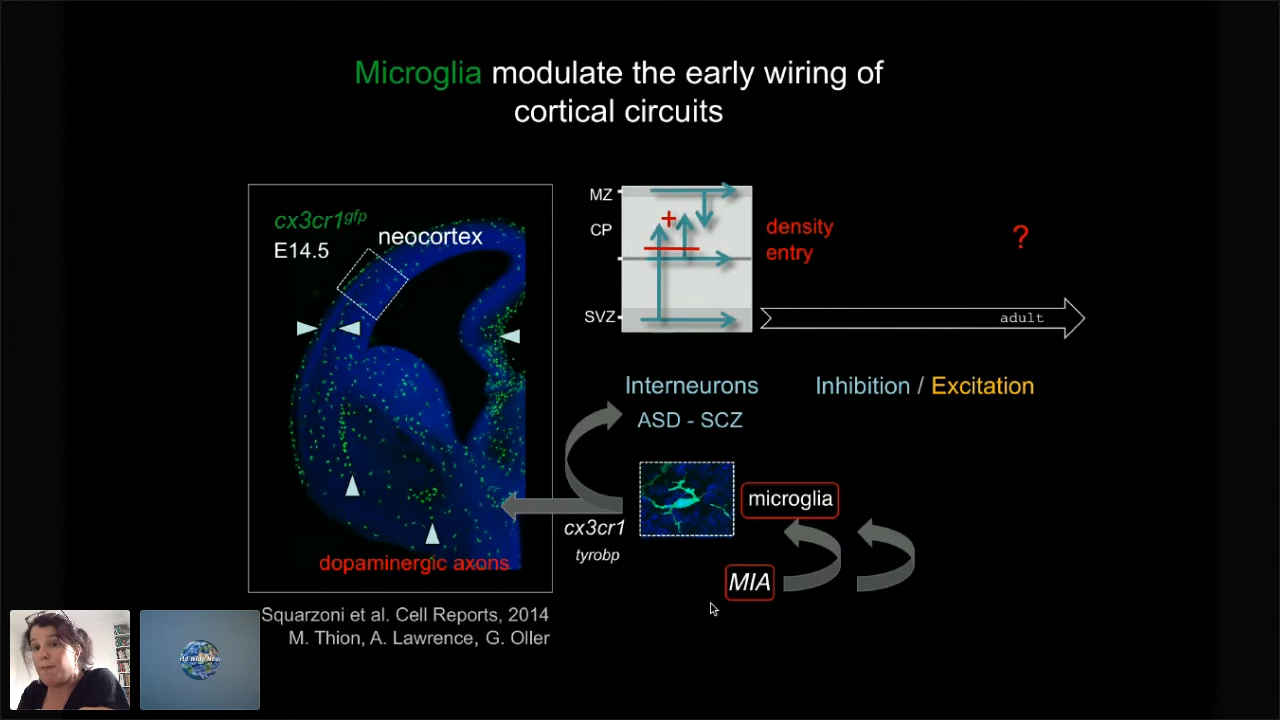 Microglia modulate the early wiring of
cortical circuits
cx3cr1gfp
E14.5
neocortex
dopaminergic axons
Squarzoni et al. Cell Reports, 2014
M. Thion, A. Lawrence, G. Oller
MZ
CP
SVZ
+
density
entry
?
adult
Interneurons
ASD - SCZ
Inhibition / Excitation
cx3cr1
tyrobp
microglia
MIA